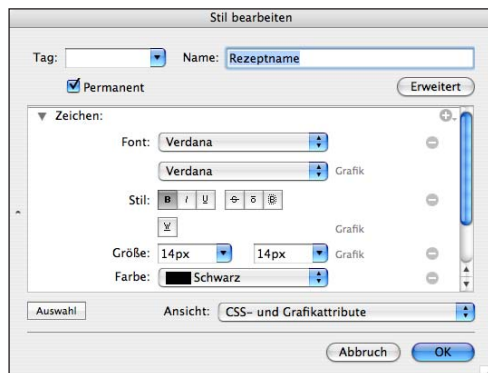 Stil bearbeiten
Tag: Name: Rezeptname
Permanent Erweitert
Zeichen:
Font: Verdana
Verdana Grafik
Stil: B I U
Grafik
Größe: 14px 14px Grafik
Farbe: Schwarz
Auswahl Ansicht: CSS- und Grafikattribute
Abbruch OK